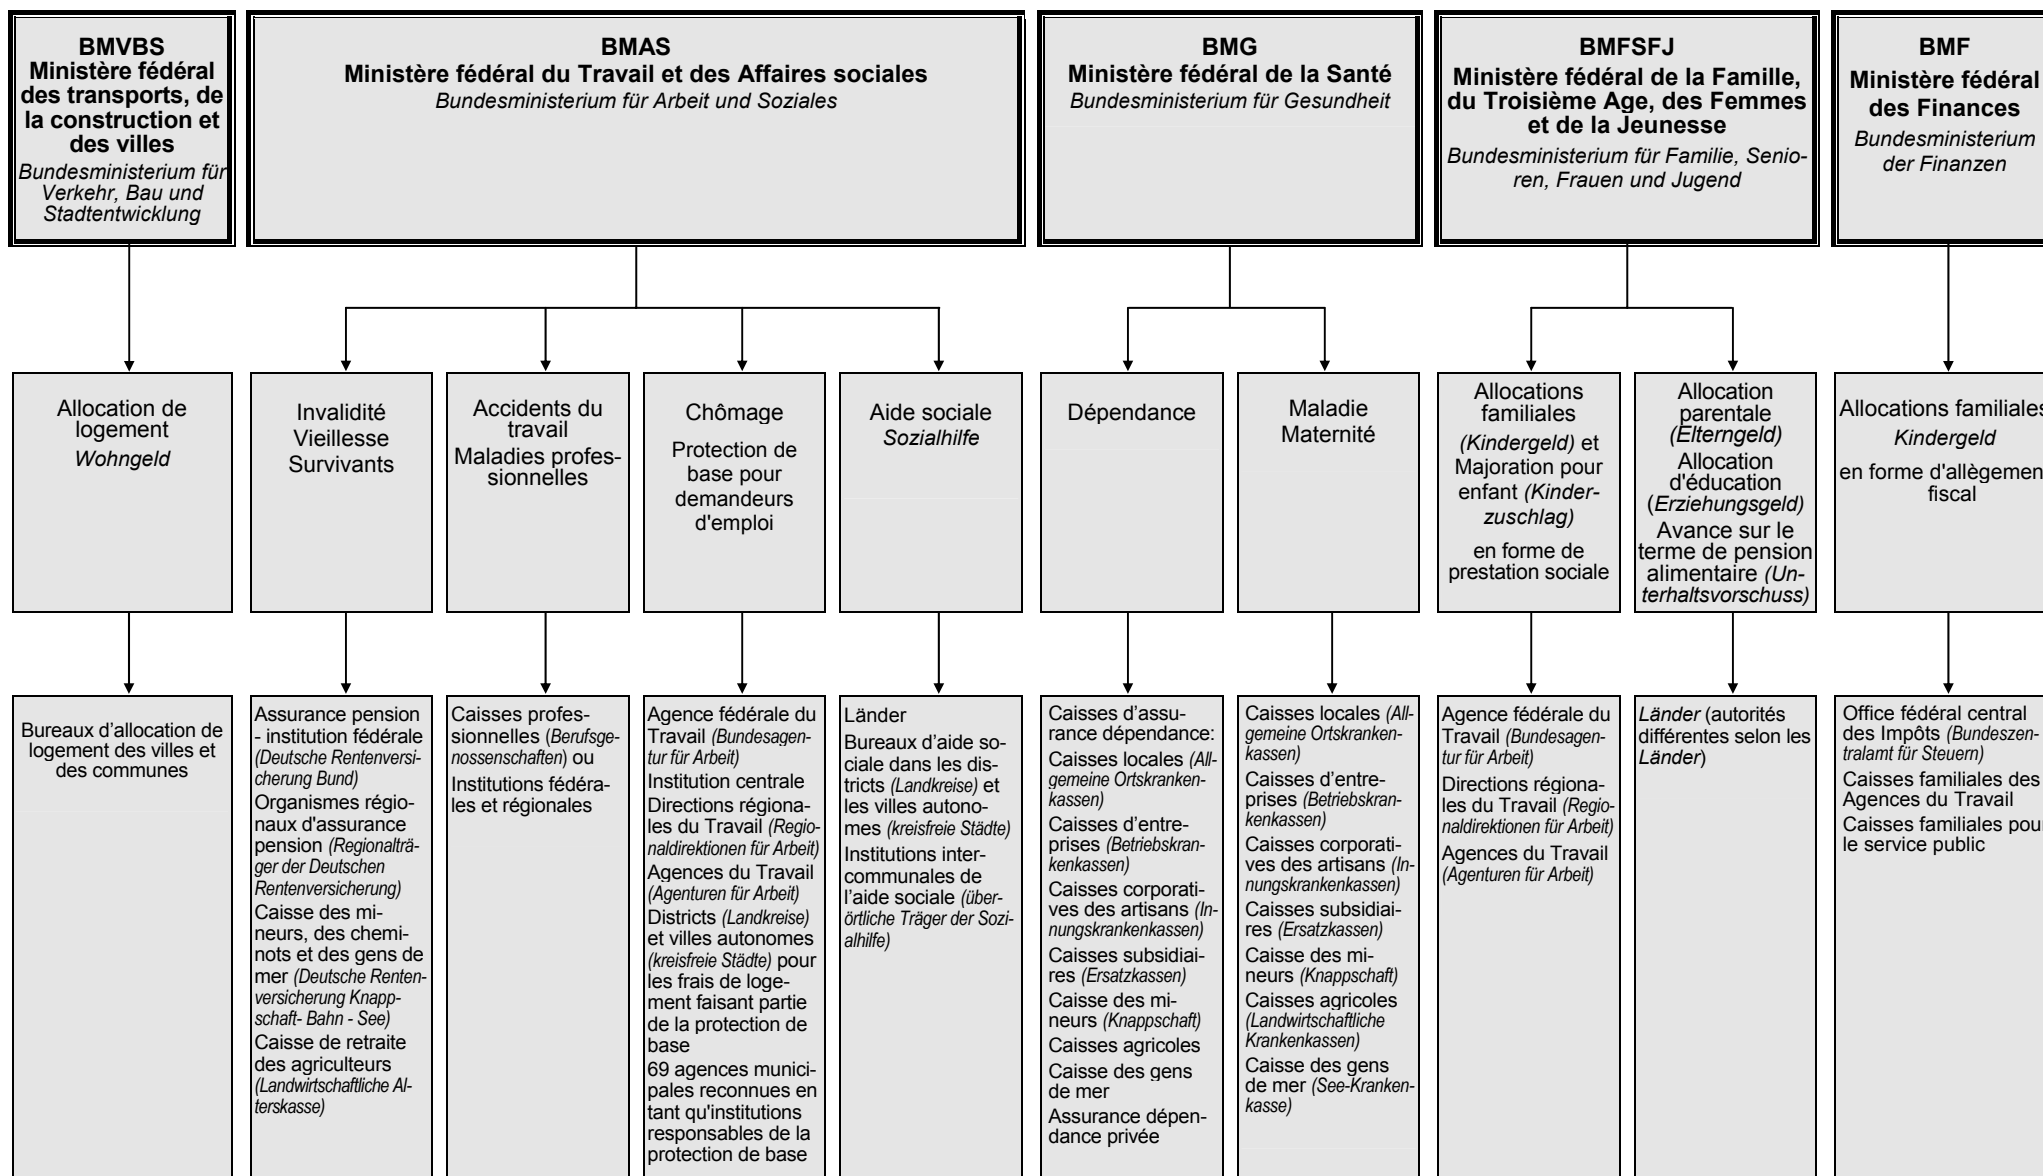 BMVBS
Ministère fédéral
des transports, de
la construction et
des villes
Bundesministerium für
Verkehr, Bau und
Stadtentwicklung
BMAS
Ministère fédéral du Travail et des Affaires sociales
Bundesministerium für Arbeit und Soziales
BMG
Ministère fédéral de la Santé
Bundesministerium für Gesundheit
BMFSFJ
Ministère fédéral de la Famille,
du Troisième Age, des Femmes
et de la Jeunesse
Bundesministerium für Familie, Senio-
ren, Frauen und Jugend
BMF
Ministère fédéral
des Finances
Bundesministerium
der Finanzen
Allocation de
logement
Wohngeld
Invalidité
Vieillesse
Survivants
Accidents du
travail
Maladies profes-
sionnelles
Chômage
Protection de
base pour
demandeurs
d'emploi
Aide sociale
Sozialhilfe
Dépendance
Maladie
Maternité
Allocations
familiales
(Kindergeld) et
Majoration pour
enfant (Kinder-
zuschlag)
en forme de
prestation sociale
Allocation
parentale
(Elterngeld)
Allocation
d'éducation
(Erziehungsgeld)
Avance sur le
terme de pension
alimentaire (Un-
terhaltsvorschuss)
Allocations familiales
Kindergeld
en forme d'allègement
fiscal
Bureaux d’allocation de
logement des villes et
des communes
Assurance pension
- institution fédérale
(Deutsche Rentenversi-
cherung Bund)
Organismes régio-
naux d'assurance
pension (Regionalträ-
ger der Deutschen
Rentenversicherung)
Caisse des mi-
neurs, des chemi-
nots et des gens de
mer (Deutsche Renten-
versicherung Knapp-
schaft- Bahn - See)
Caisse de retraite
des agriculteurs
(Landwirtschaftliche Al-
terskasse)
Caisses profes-
sionnelles (Berufsge-
nossenschaften) ou
Institutions fédéra-
les et régionales
Agence fédérale du
Travail (Bundesagen-
tur für Arbeit)
Institution centrale
Directions régiona-
les du Travail (Regio-
naldirektionen für Arbeit)
Agences du Travail
(Agenturen für Arbeit)
Districts (Landkreise)
et villes autonomes
(kreisfreie Städte) pour
les frais de loge-
ment faisant partie
de la protection de
base
69 agences munici-
pales reconnues en
tant qu'institutions
responsables de la
protection de base
Länder
Bureaux d’aide so-
ciale dans les dis-
tricts (Landkreise) et
les villes autono-
mes (kreisfreie Städte)
Institutions inter-
communales de
l’aide sociale (über-
örtliche Träger der Sozi-
alhilfe)
Caisses d’assu-
rance dépendance:
Caisses locales (All-
gemeine Ortskranken-
kassen)
Caisses d’entre-
prises (Betriebskran-
kenkassen)
Caisses corporati-
ves des artisans (In-
nungskrankenkassen)
Caisses subsidiai-
res (Ersatzkassen)
Caisse des mi-
neurs (Knappschaft)
Caisses agricoles
Caisse des gens
de mer
Assurance dépen-
dance privée
Caisses locales (All-
gemeine Ortskranken-
kassen)
Caisses d’entre-
prises (Betriebskran-
kenkassen)
Caisses corporati-
ves des artisans (In-
nungskrankenkassen)
Caisses subsidiai-
res (Ersatzkassen)
Caisse des mi-
neurs (Knappschaft)
Caisses agricoles
(Landwirtschaftliche
Krankenkassen)
Caisse des gens
de mer (See-Kranken-
kasse)
Agence fédérale du
Travail (Bundesagen-
tur für Arbeit)
Directions régiona-
les du Travail (Regio-
naldirektionen für Arbeit)
Agences du Travail
(Agenturen für Arbeit)
Länder (autorités
différentes selon les
Länder)
Office fédéral central
des Impôts (Bundeszen-
tralamt für Steuern)
Caisses familiales des
Agences du Travail
Caisses familiales pour
le service public